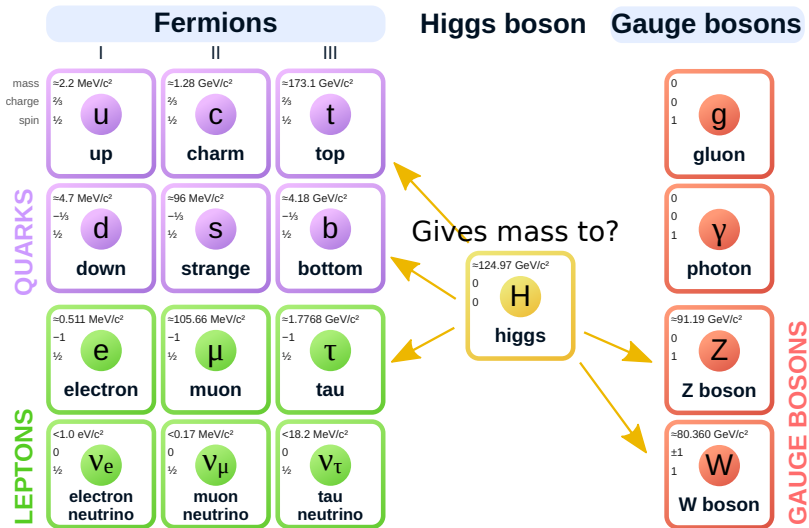 Fermions
Higgs boson
Gauge bosons
I II III
mass
charge
spin
≈2.2 MeV/c²
⅔
½
u
up
≈1.28 GeV/c²
⅔
½
c
charm
≈173.1 GeV/c²
⅔
½
t
top
0
0
1
g
gluon
QUARKS
≈4.7 MeV/c²
−⅓
½
d
down
≈96 MeV/c²
−⅓
½
s
strange
≈4.18 GeV/c²
−⅓
½
b
bottom
Gives mass to?
≈124.97 GeV/c²
0
0
H
higgs
0
0
1
γ
photon
LEPTONS
≈0.511 MeV/c²
−1
½
e
electron
≈105.66 MeV/c²
−1
½
μ
muon
≈1.7768 GeV/c²
−1
½
τ
tau
≈91.19 GeV/c²
0
1
Z
Z boson
GAUGE BOSONS
<1.0 eV/c²
0
½
νe
electron
neutrino
<0.17 MeV/c²
0
½
νμ
muon
neutrino
<18.2 MeV/c²
0
½
ντ
tau
neutrino
≈80.360 GeV/c²
±1
1
W
W boson